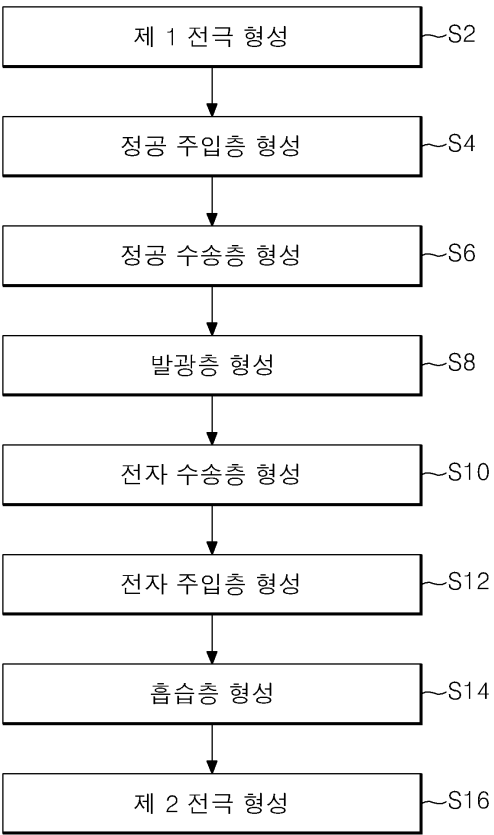 제 1 전극 형성 S2
정공 주입층 형성 S4
정공 수송층 형성 S6
발광층 형성 S8
전자 수송층 형성 S10
전자 주입층 형성 S12
흡습층 형성 S14
제 2 전극 형성 S16